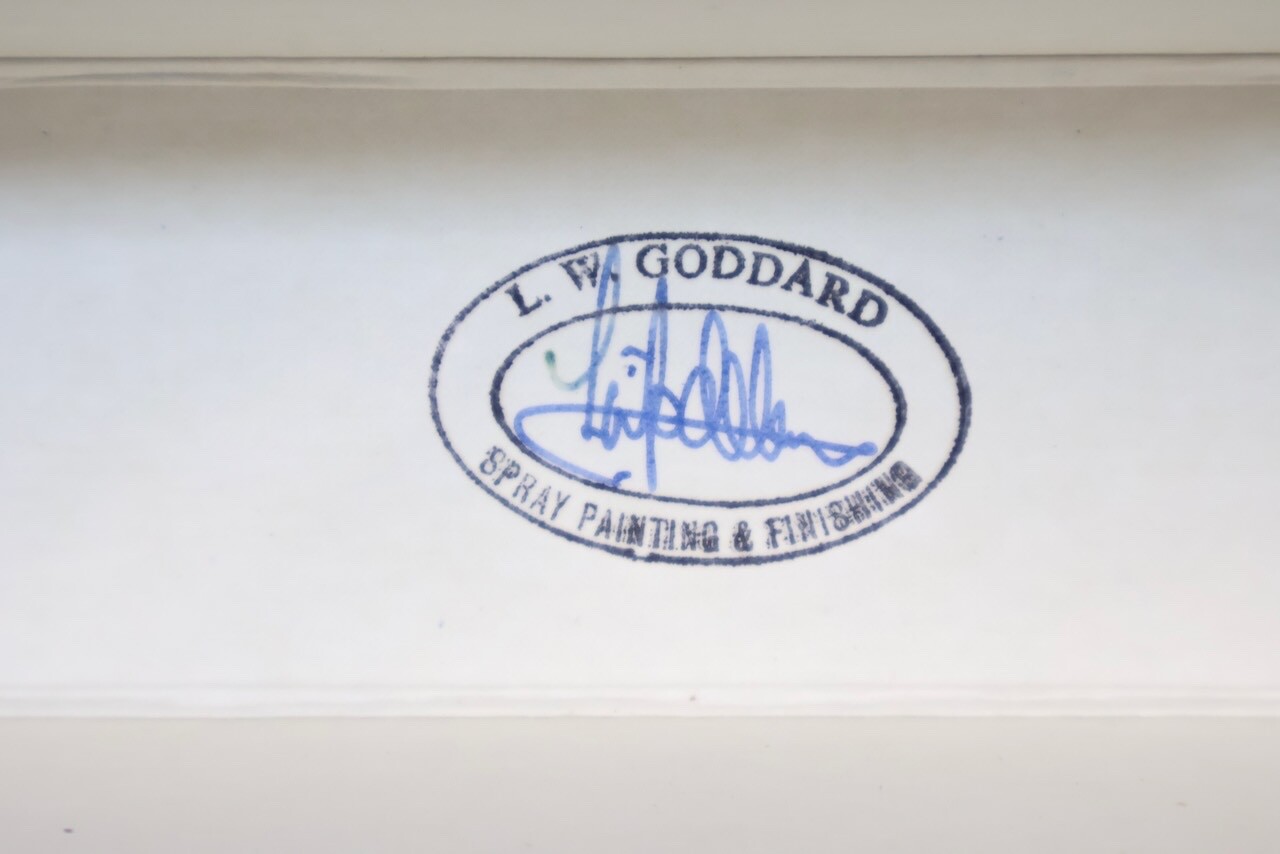 L. W. GODDARD
SPRAY PAINTING & FINISHING